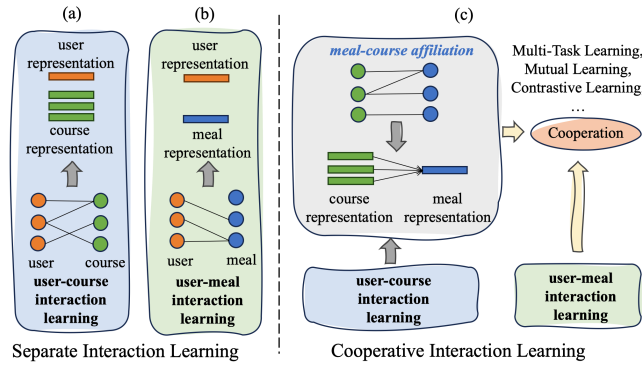 (a)
user
representation
course
representation
user
course
user-course
interaction
learning
(b)
user
representation
meal
representation
user
meal
user-meal
interaction
learning
Separate Interaction Learning
(c)
meal-course affiliation
course
representation
meal
representation
user-course
interaction
learning
Multi-Task Learning,
Mutual Learning,
Contrastive Learning
...
Cooperation
user-meal
interaction
learning
Cooperative Interaction Learning